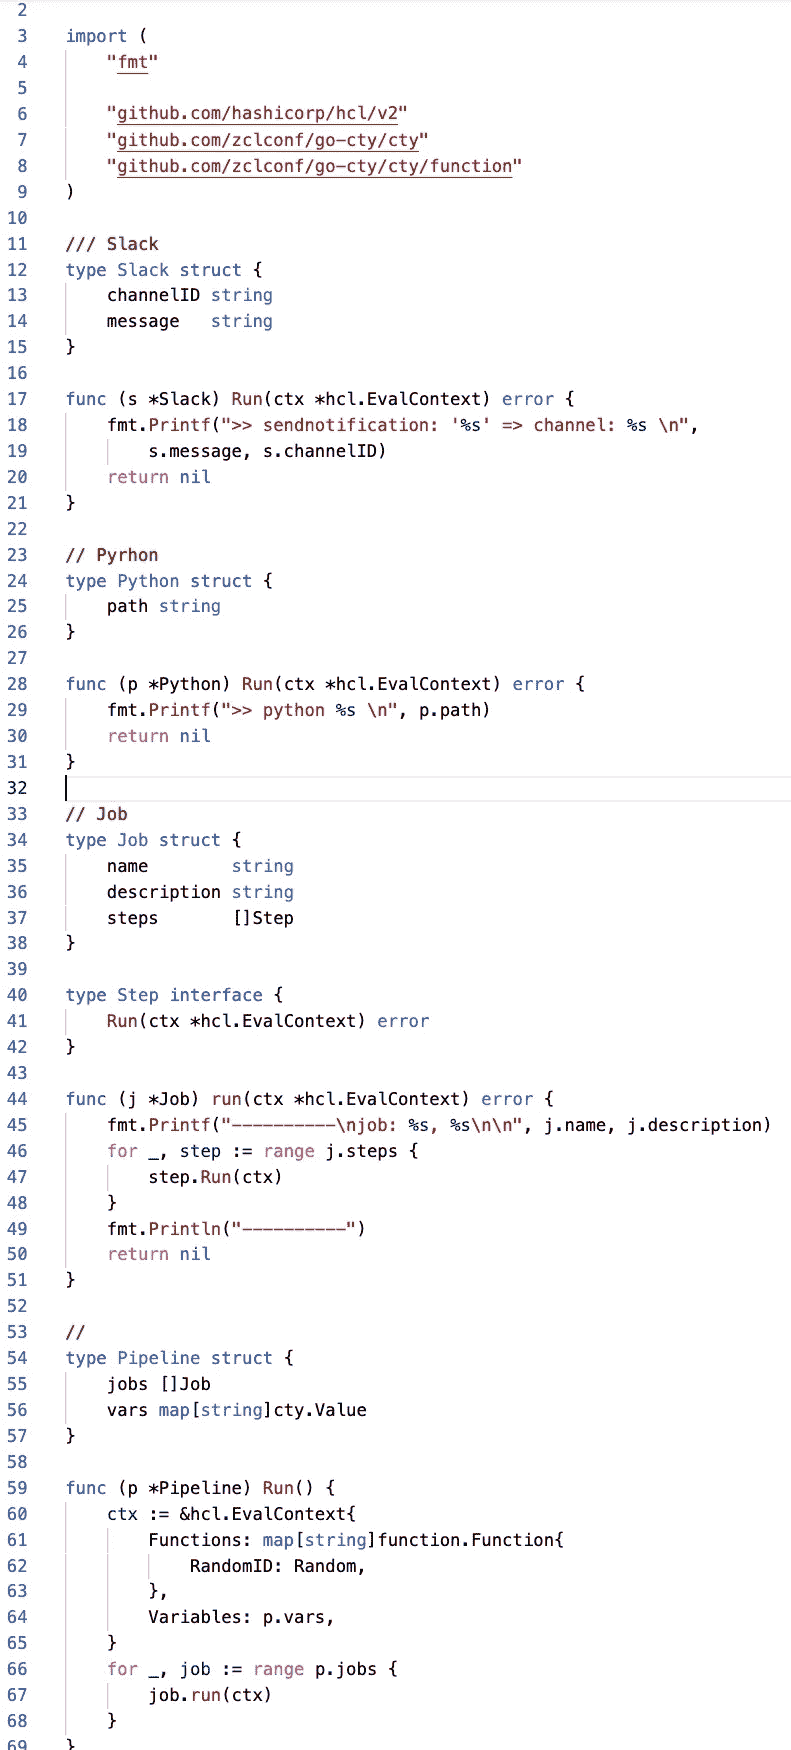 2
3 import (
4     "fmt"
5
6     "github.com/hashicorp/hcl/v2"
7     "github.com/zclconf/go-cty/cty"
8     "github.com/zclconf/go-cty/cty/function"
9 )
10
11 /// Slack
12 type Slack struct {
13     channelID string
14     message   string
15 }
16
17 func (s *Slack) Run(ctx *hcl.EvalContext) error {
18     fmt.Printf(">> sendnotification: '%s' => channel: %s \n",
19         s.message, s.channelID)
20     return nil
21 }
22
23 // Pyrhon
24 type Python struct {
25     path string
26 }
27
28 func (p *Python) Run(ctx *hcl.EvalContext) error {
29     fmt.Printf(">> python %s \n", p.path)
30     return nil
31 }
32
33 // Job
34 type Job struct {
35     name        string
36     description string
37     steps       []Step
38 }
39
40 type Step interface {
41     Run(ctx *hcl.EvalContext) error
42 }
43
44 func (j *Job) run(ctx *hcl.EvalContext) error {
45     fmt.Printf("----------\njob: %s, %s\n\n", j.name, j.description)
46     for _, step := range j.steps {
47         step.Run(ctx)
48     }
49     fmt.Println("----------")
50     return nil
51 }
52
53 //
54 type Pipeline struct {
55     jobs []Job
56     vars map[string]cty.Value
57 }
58
59 func (p *Pipeline) Run() {
60     ctx := &hcl.EvalContext{
61         Functions: map[string]function.Function{
62             RandomID: Random,
63         },
64         Variables: p.vars,
65     }
66     for _, job := range p.jobs {
67         job.run(ctx)
68     }
69 }